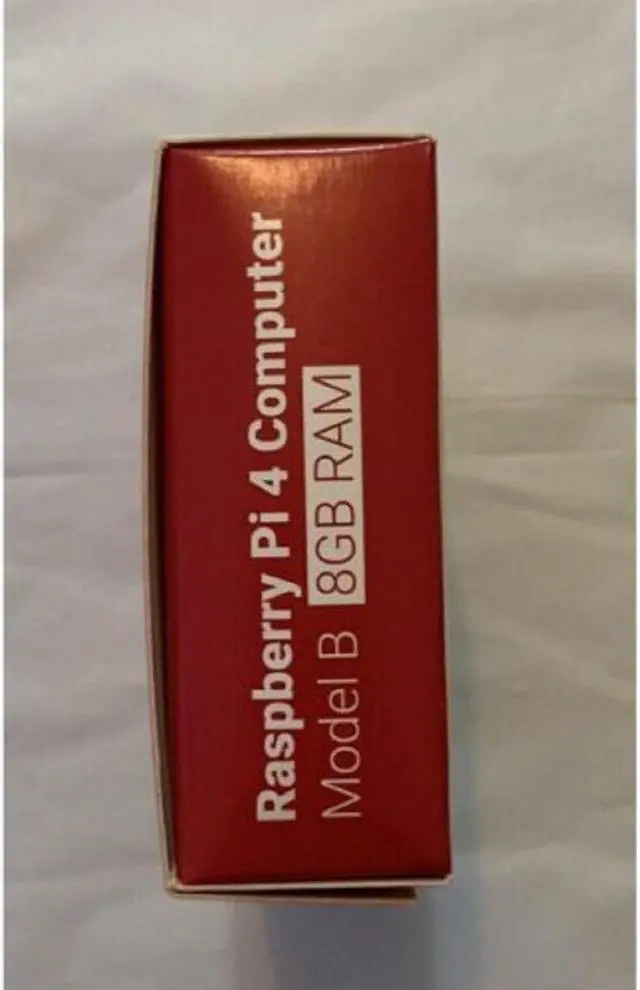 Raspberry Pi 4 Computer
Model B 8GB RAM